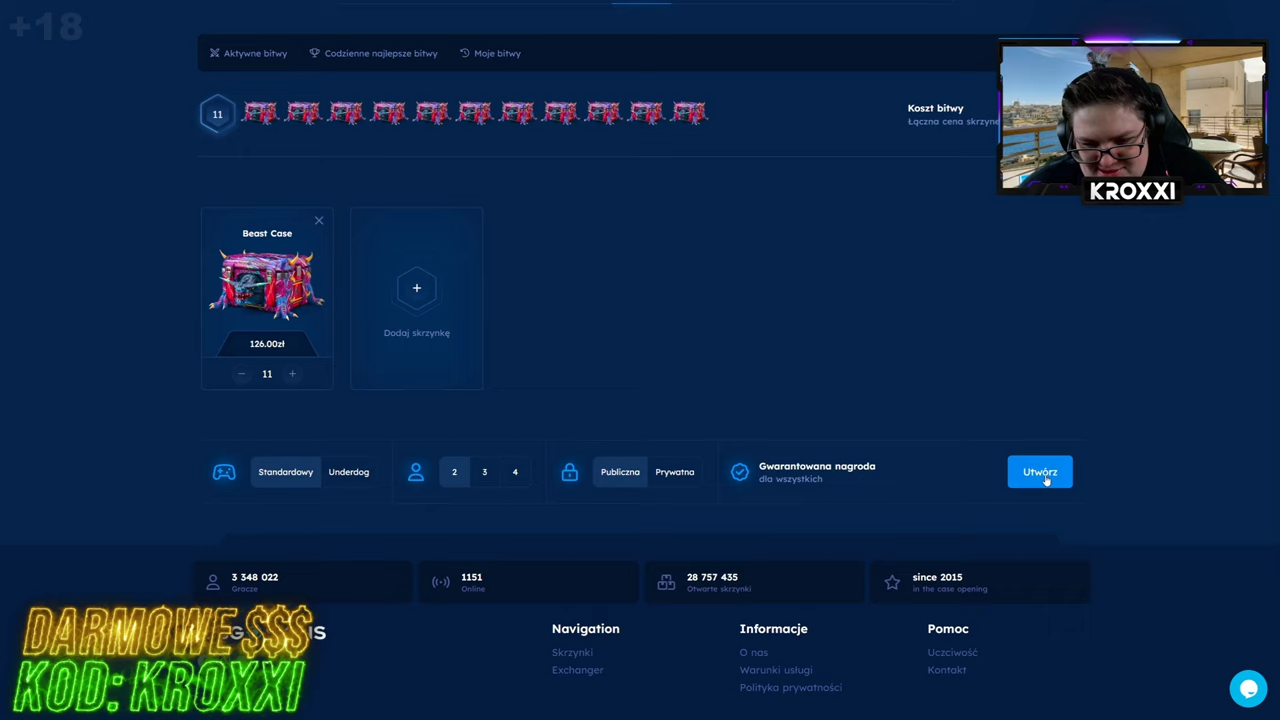 +18
Aktywne bitwy
Codzienne najlepsze bitwy
Moje bitwy
11
Koszt bitwy
Łączna cena skrzyne
KROXXI
Beast Case
126.00zł
11
Dodaj skrzynkę
Standardowy
Underdog
2
3
4
Publiczna
Prywatna
Gwarantowana nagroda
dla wszystkich
Utwórz
3 348 022
Gracze
1151
Online
28 757 435
Otwarte skrzynki
since 2015
in the case opening
DARMOWE $$$
KOD: KROXXI
Navigation
Skrzynki
Exchanger
Informacje
O nas
Warunki usługi
Polityka prywatności
Pomoc
Uczciwość
Kontakt